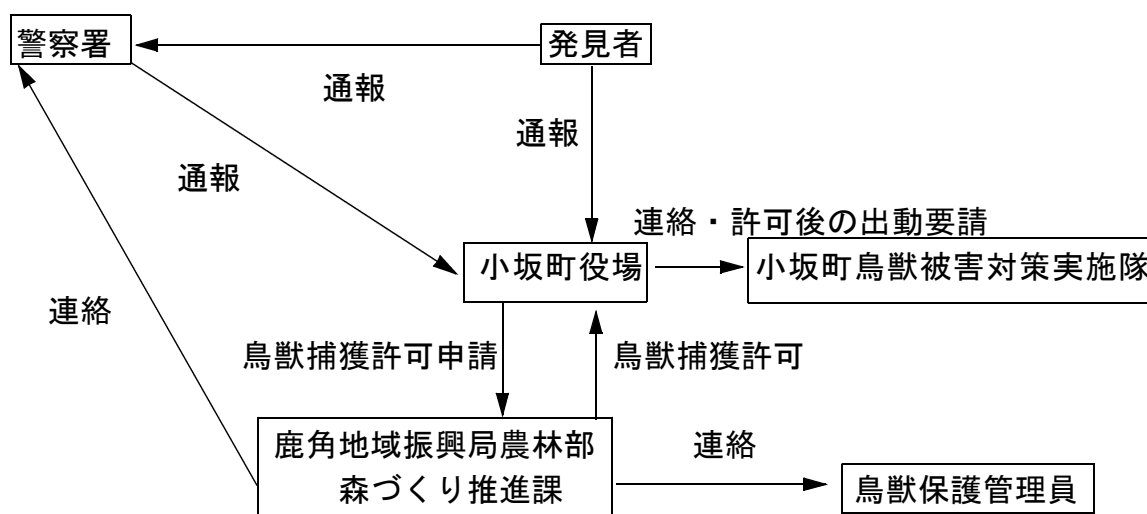 警察署
発見者
通報
通報
通報
連絡・許可後の出動要請
小坂町役場
小坂町鳥獣被害対策実施隊
連絡
鳥獣捕獲許可申請
鳥獣捕獲許可
鹿角地域振興局農林部
森づくり推進課
連絡
鳥獣保護管理員